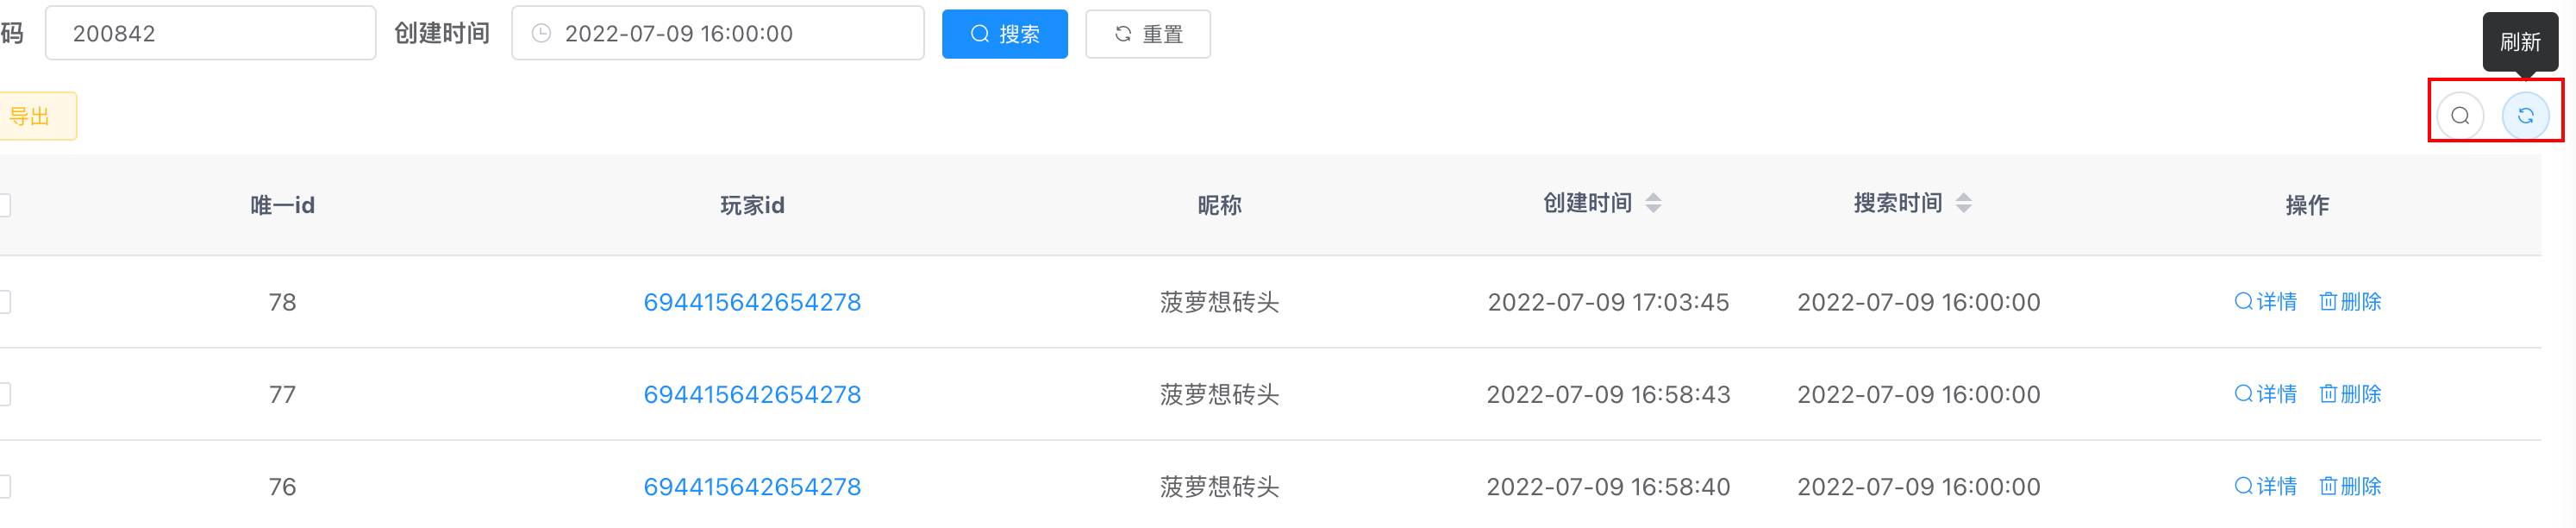 码 200842 创建时间 2022-07-09 16:00:00 搜索 重置 刷新
导出
唯一id 玩家id 昵称 创建时间 搜索时间 操作
78 694415642654278 菠萝想砖头 2022-07-09 17:03:45 2022-07-09 16:00:00 详情 删除
77 694415642654278 菠萝想砖头 2022-07-09 16:58:43 2022-07-09 16:00:00 详情 删除
76 694415642654278 菠萝想砖头 2022-07-09 16:58:40 2022-07-09 16:00:00 详情 删除